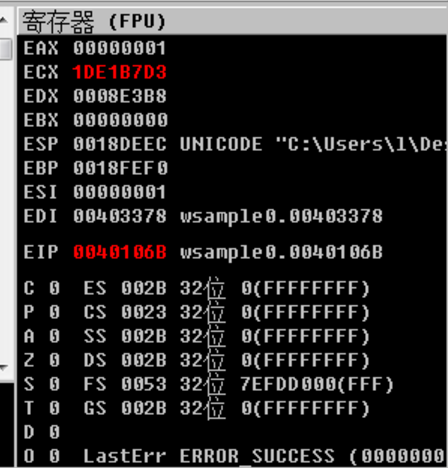 寄存器 (FPU)
EAX 00000001
ECX 1DE1B7D3
EDX 0008E3B8
EBX 00000000
ESP 0018DEEC UNICODE "C:\Users\l\Des
EBP 0018FEF0
ESI 00000001
EDI 00403378 wsample0.00403378
EIP 0040106B wsample0.0040106B
C 0 ES 002B 32位 0(FFFFFFFF)
P 0 CS 0023 32位 0(FFFFFFFF)
A 0 SS 002B 32位 0(FFFFFFFF)
Z 0 DS 002B 32位 0(FFFFFFFF)
S 0 FS 0053 32位 7EFDD000(FFF)
T 0 GS 002B 32位 0(FFFFFFFF)
D 0
O 0 LastErr ERROR_SUCCESS (0000000